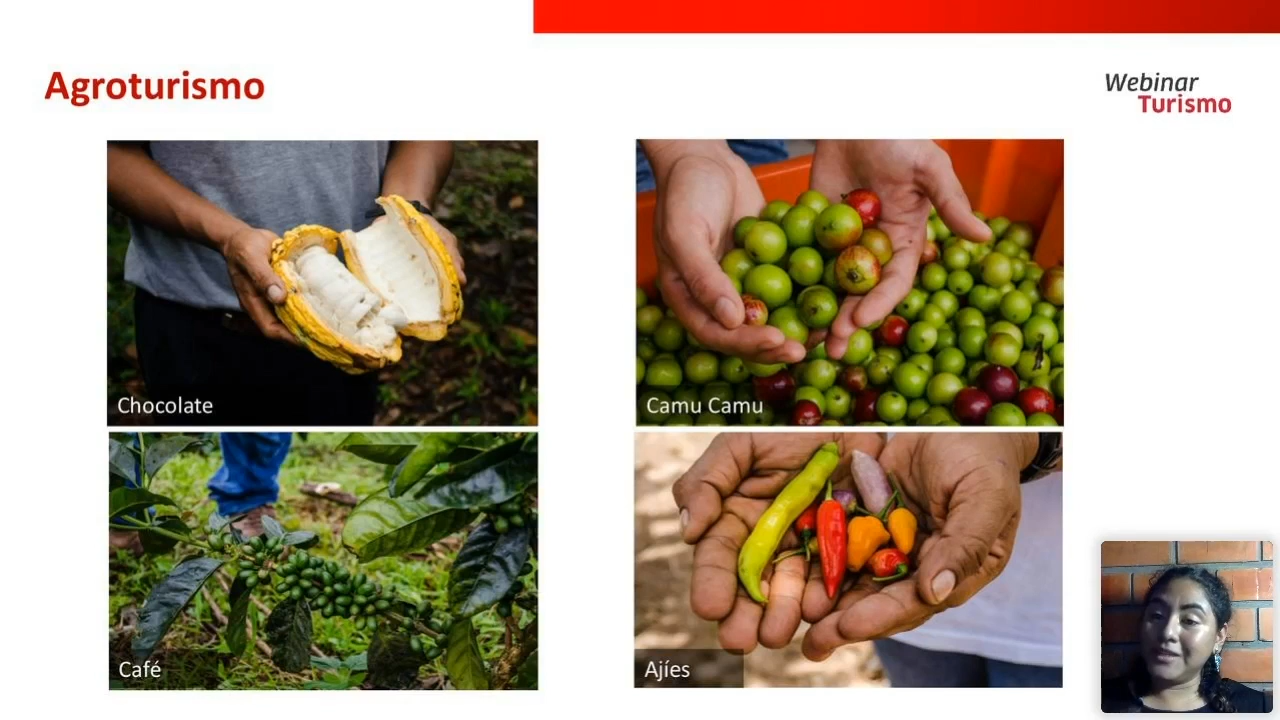 Agroturismo
Webinar
Turismo
Chocolate
Camu Camu
Café
Ajíes